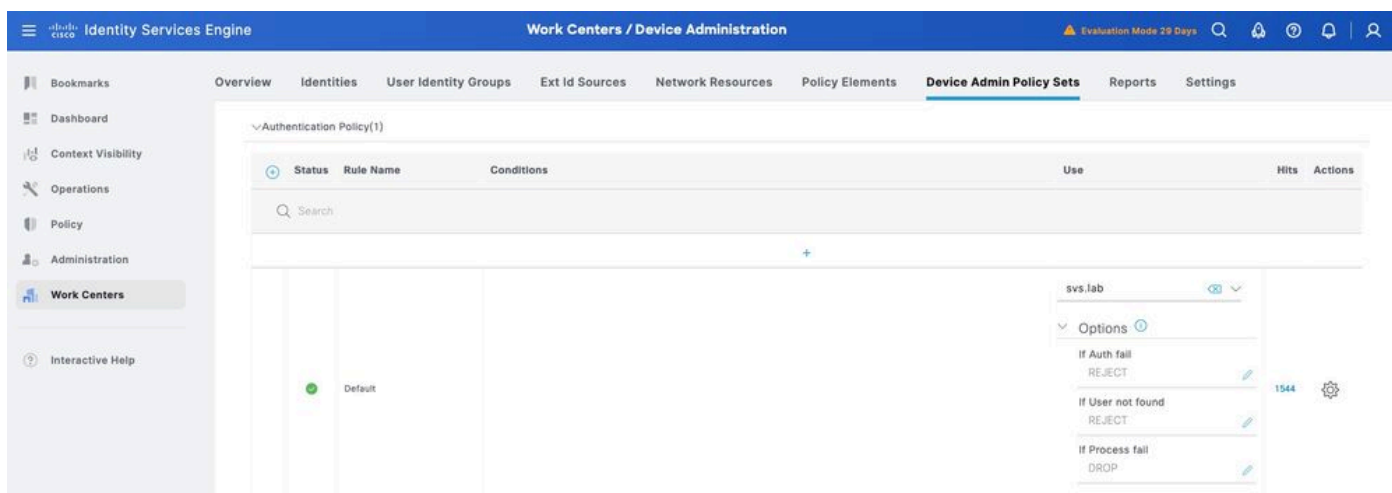 cisco Identity Services Engine
Work Centers / Device Administration
Evaluation Mode 29 Days
Bookmarks
Dashboard
Context Visibility
Operations
Policy
Administration
Work Centers
Interactive Help
Overview Identities User Identity Groups Ext Id Sources Network Resources Policy Elements Device Admin Policy Sets Reports Settings
Authentication Policy(1)
Status Rule Name Conditions Use Hits Actions
Search
+
svs.lab
Options
If Auth fail
REJECT
Default
1544
If User not found
REJECT
If Process fail
DROP